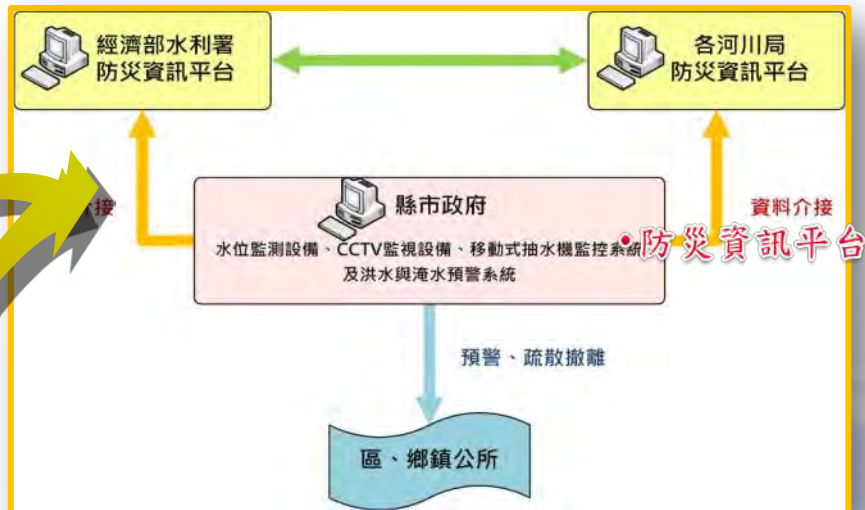 經濟部水利署
防災資訊平台
各河川局
防災資訊平台
接
資料介接
縣市政府
水位監測設備、CCTV監視設備、移動式抽水機監控系統
及洪水與淹水預警系統
•防災資訊平台
預警、疏散撤離
區、鄉鎮公所